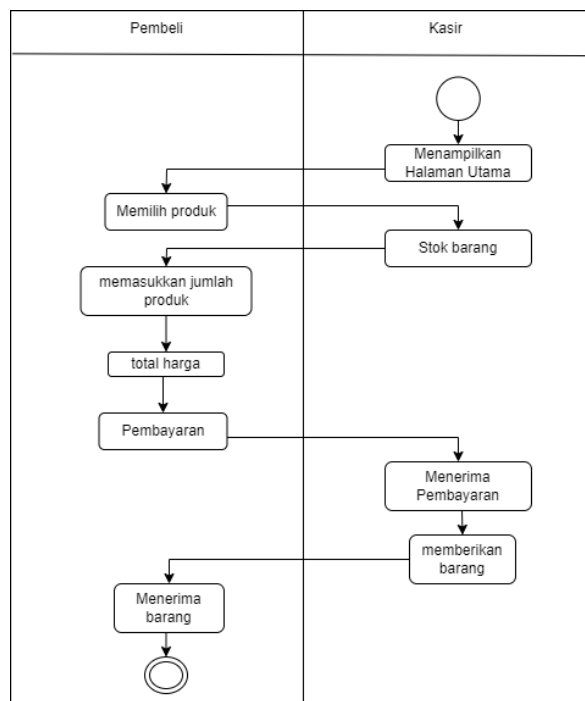 Pembeli
Kasir
Menampilkan
Halaman Utama
Memilih produk
Stok barang
memasukkan jumlah
produk
total harga
Pembayaran
Menerima
Pembayaran
memberikan
barang
Menerima
barang